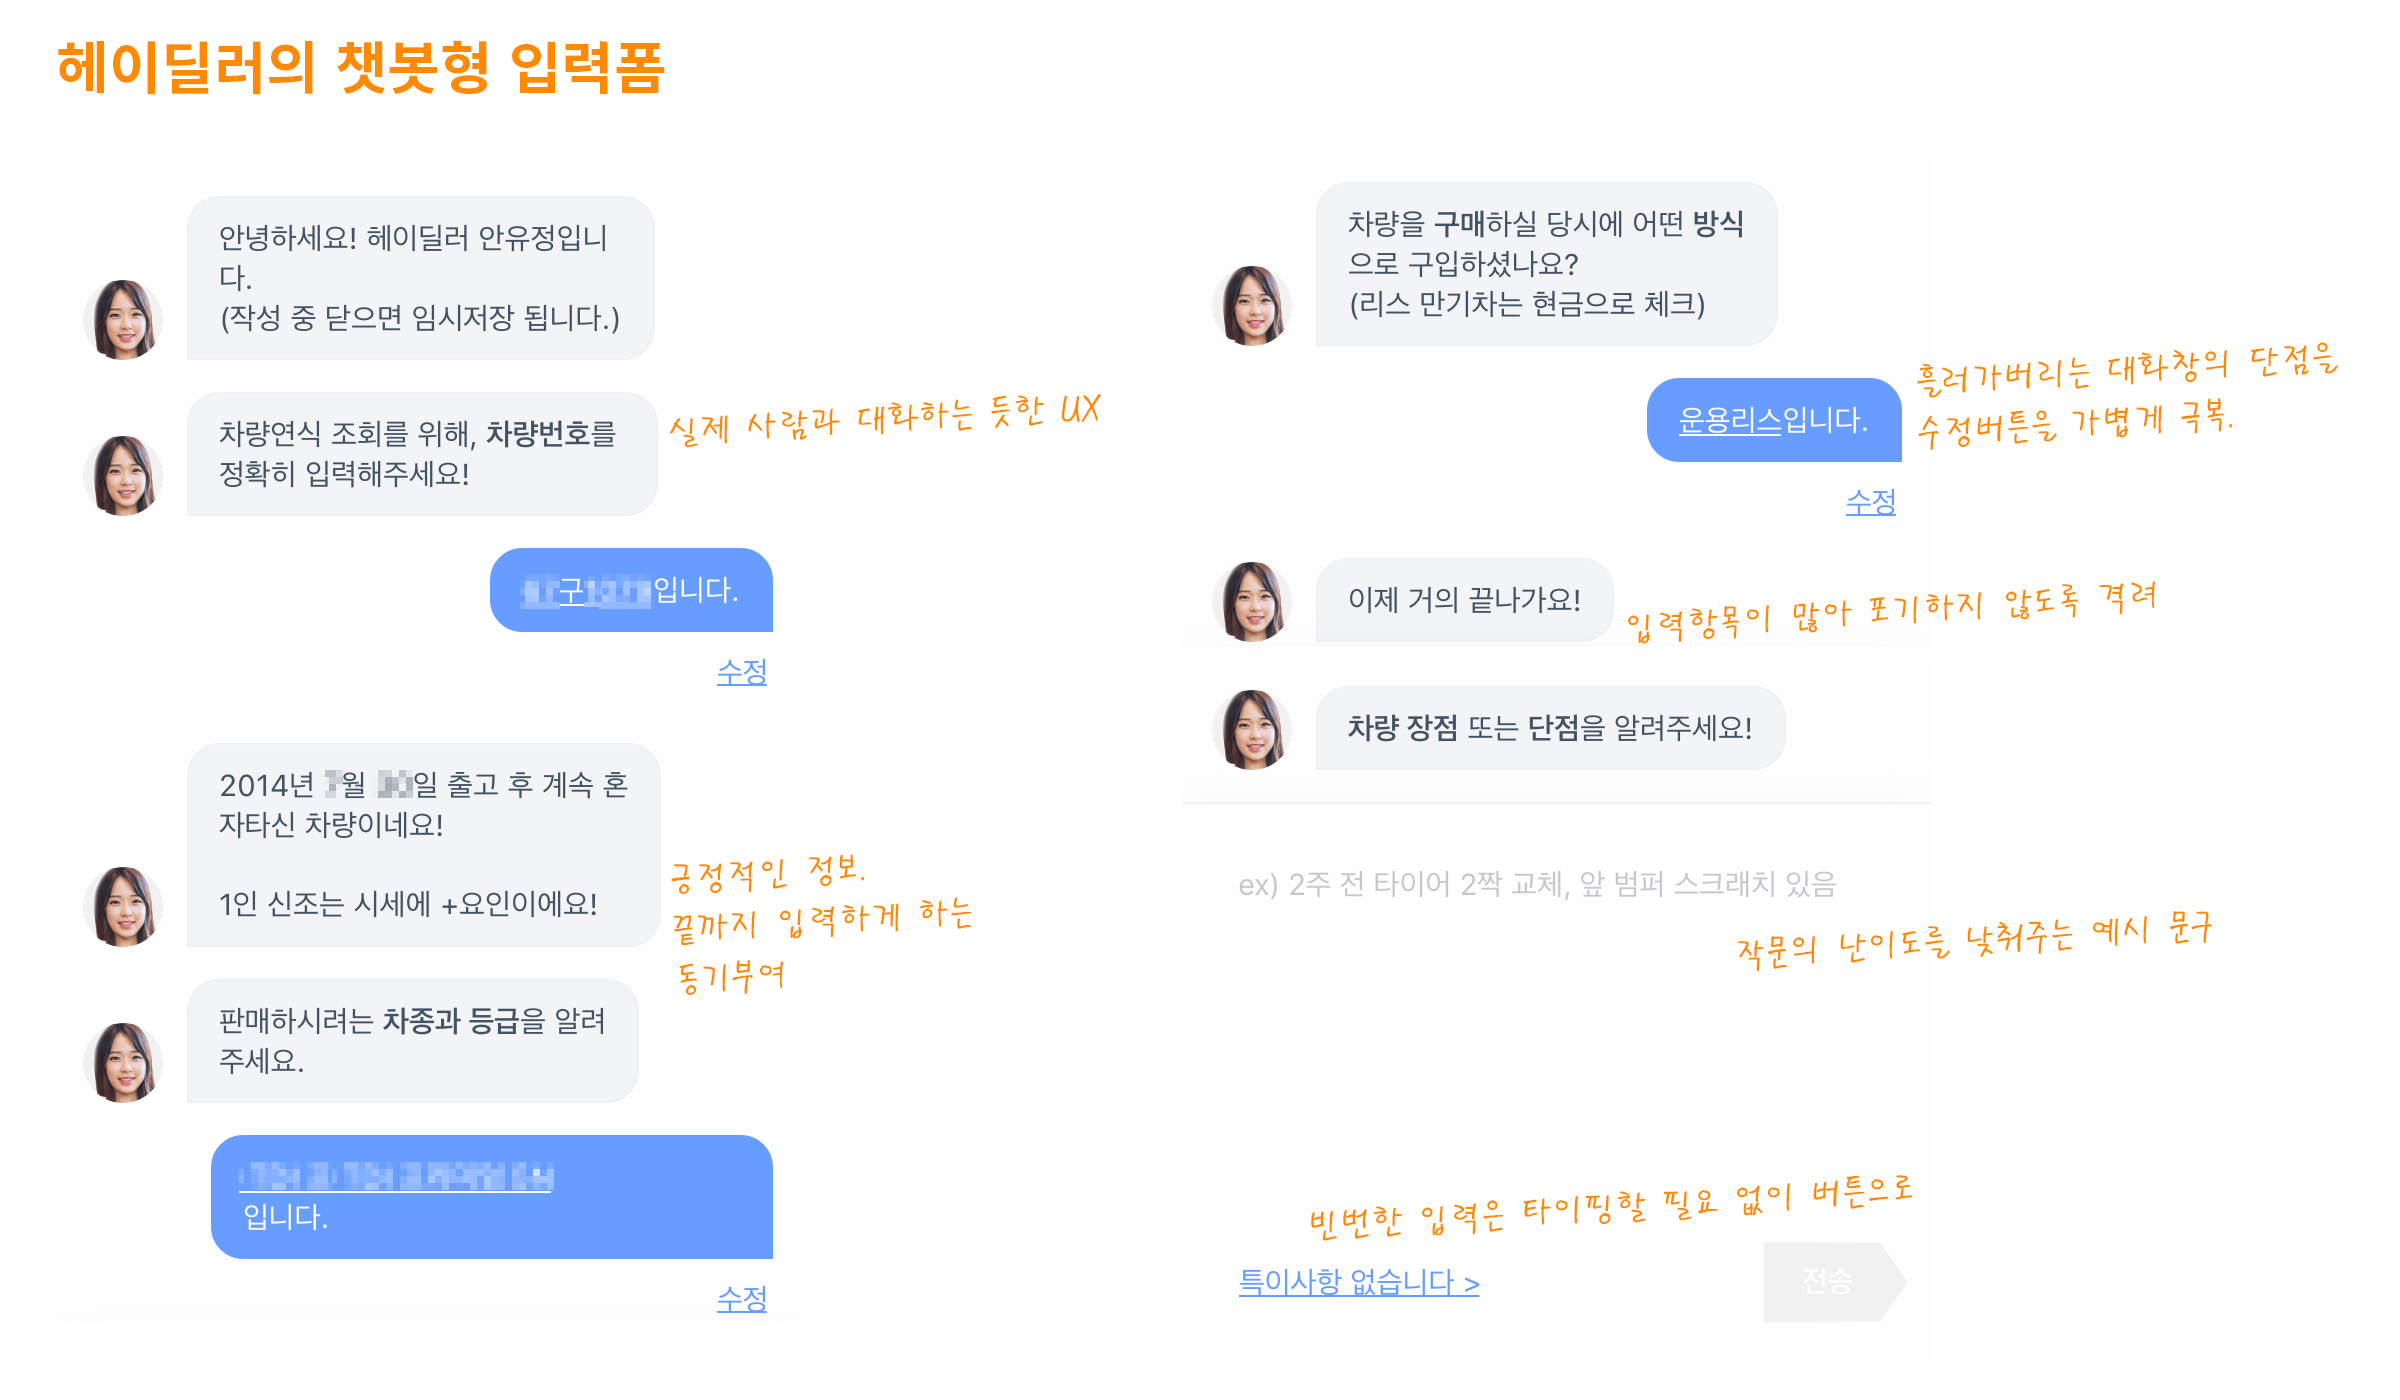 헤이딜러의 챗봇형 입력폼
안녕하세요! 헤이딜러 안유정입니
다.
(작성 중 닫으면 임시저장 됩니다.)
차량연식 조회를 위해, 차량번호를
정확히 입력해주세요!
실제 사람과 대화하는 듯한 UX
구
입니다.
수정
2014년 월 일 출고 후 계속 혼
자타신 차량이네요!
1인 신조는 시세에 +요인이에요!
긍정적인 정보.
끝까지 입력하게 하는
동기부여
판매하시려는 차종과 등급을 알려
주세요.
입니다.
수정
차량을 구매하실 당시에 어떤 방식
으로 구입하셨나요?
(리스 만기차는 현금으로 체크)
운용리스입니다.
흘러가버리는 대화창의 단점을
수정버튼을 가볍게 극복.
수정
이제 거의 끝나가요!
입력항목이 많아 포기하지 않도록 격려
차량 장점 또는 단점을 알려주세요!
ex) 2주 전 타이어 2짝 교체, 앞 범퍼 스크래치 있음
작문의 난이도를 낮춰주는 예시 문구
빈번한 입력은 타이핑할 필요 없이 버튼으로
특이사항 없습니다 >
전송